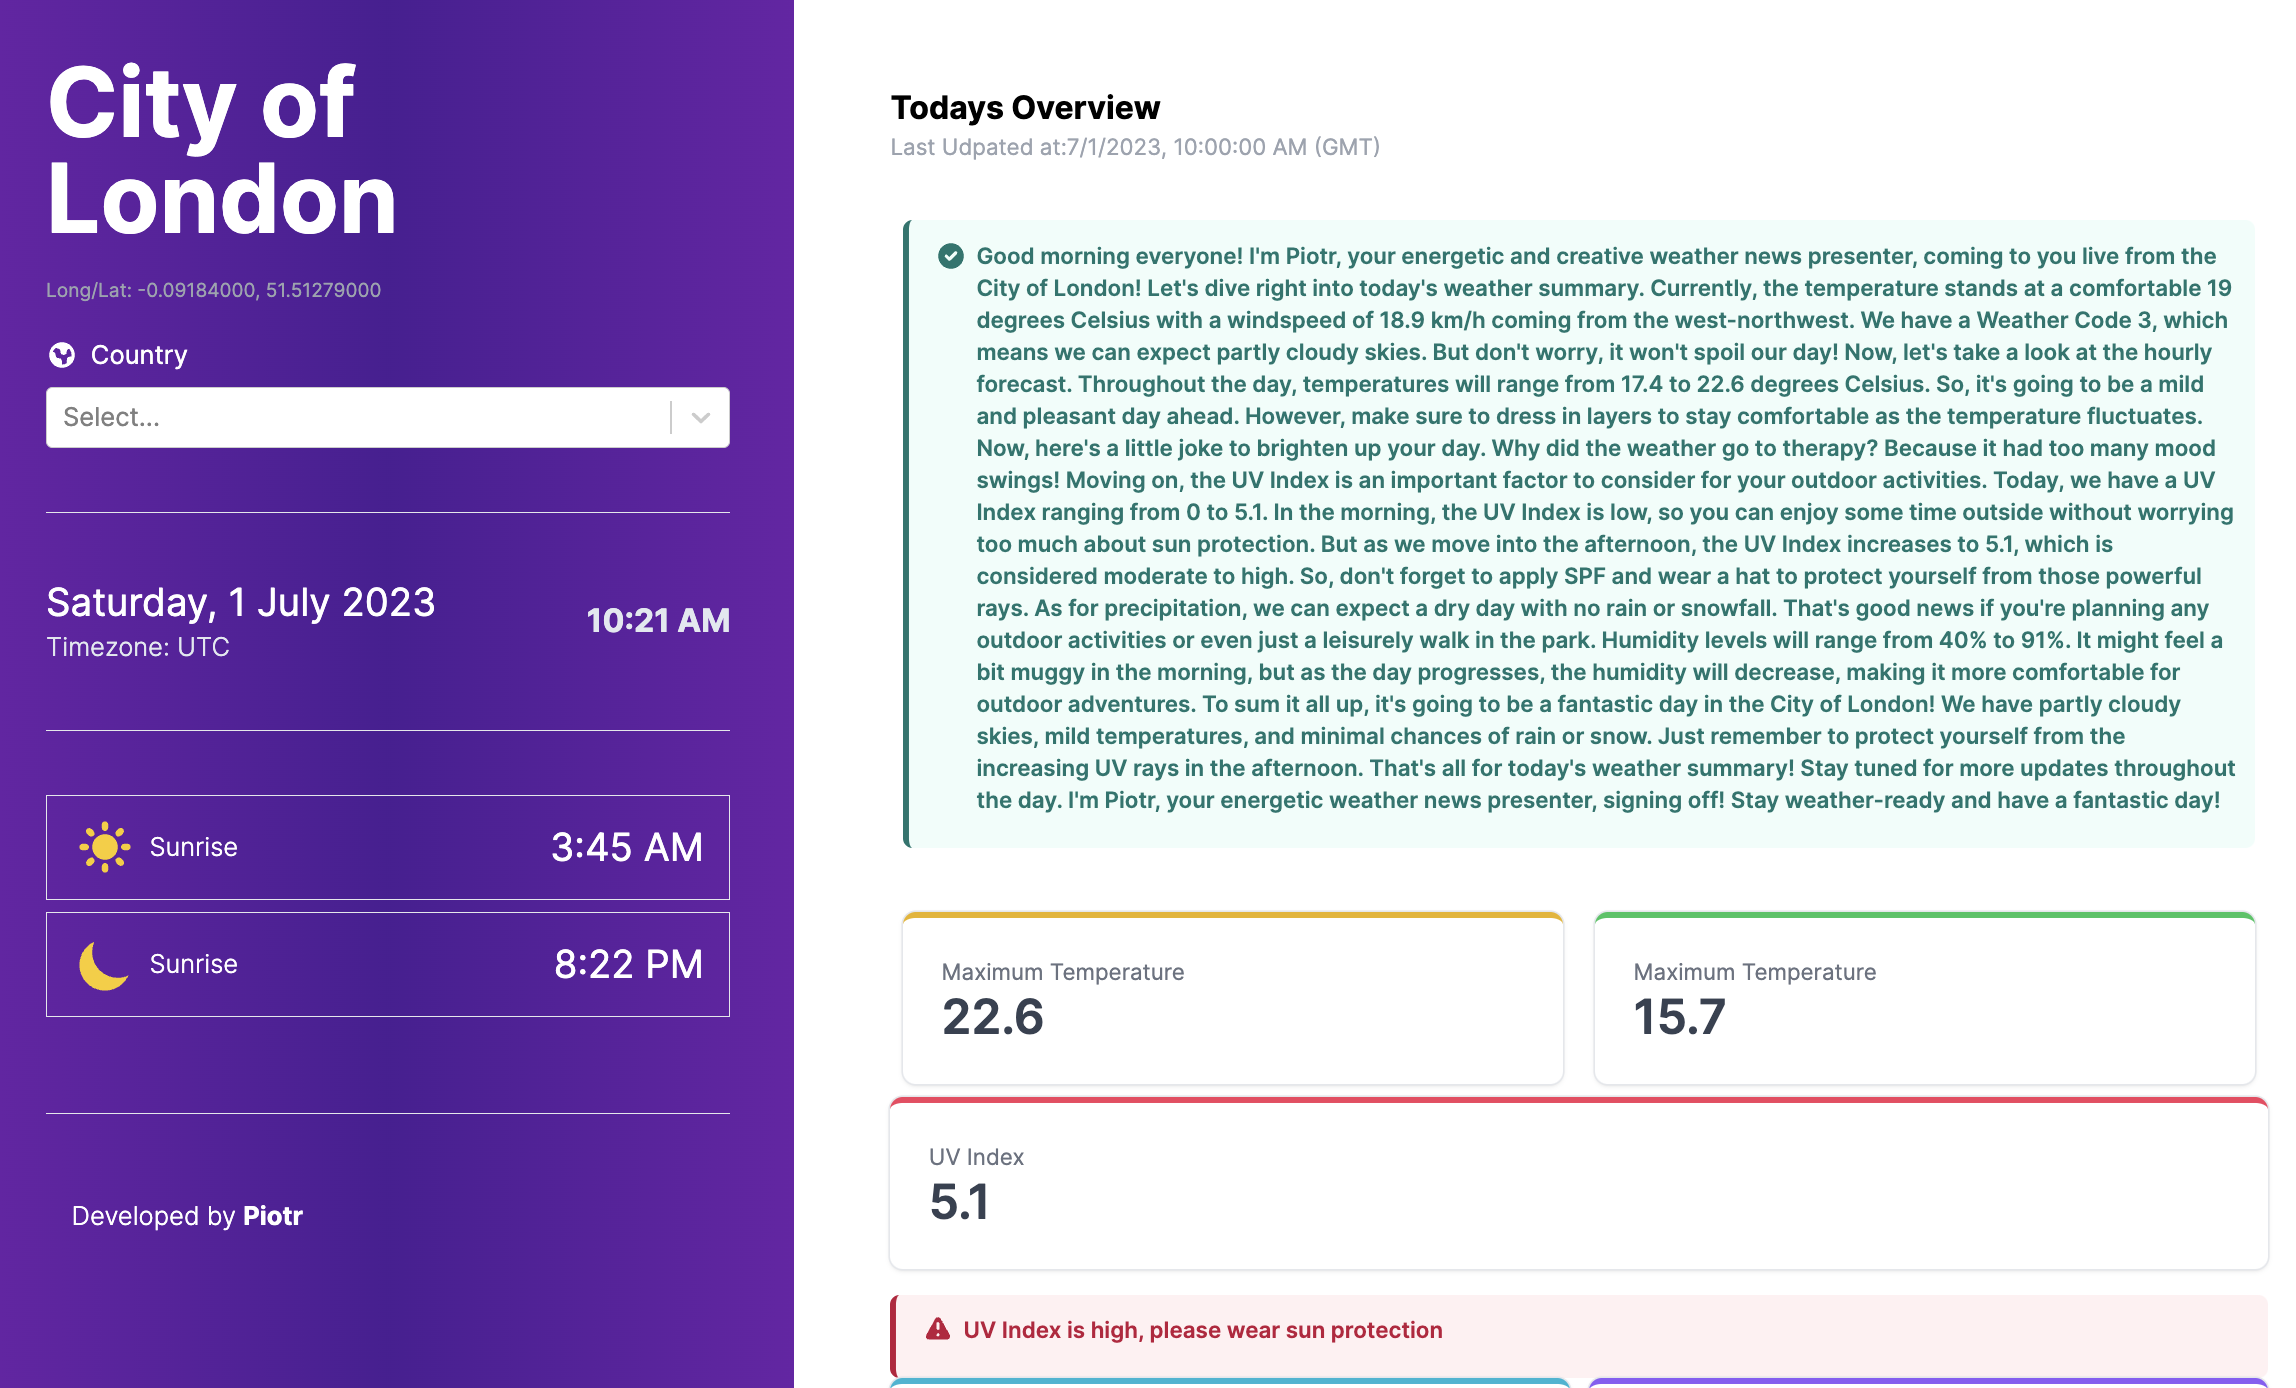 City of
London
Long/Lat: -0.09184000, 51.51279000
Country
Select...
Saturday, 1 July 2023
Timezone: UTC
10:21 AM
Sunrise
3:45 AM
Sunrise
8:22 PM
Developed by Piotr
Todays Overview
Last Udpated at:7/1/2023, 10:00:00 AM (GMT)
Good morning everyone! I'm Piotr, your energetic and creative weather news presenter, coming to you live from the
City of London! Let's dive right into today's weather summary. Currently, the temperature stands at a comfortable 19
degrees Celsius with a windspeed of 18.9 km/h coming from the west-northwest. We have a Weather Code 3, which
means we can expect partly cloudy skies. But don't worry, it won't spoil our day! Now, let's take a look at the hourly
forecast. Throughout the day, temperatures will range from 17.4 to 22.6 degrees Celsius. So, it's going to be a mild
and pleasant day ahead. However, make sure to dress in layers to stay comfortable as the temperature fluctuates.
Now, here's a little joke to brighten up your day. Why did the weather go to therapy? Because it had too many mood
swings! Moving on, the UV Index is an important factor to consider for your outdoor activities. Today, we have a UV
Index ranging from 0 to 5.1. In the morning, the UV Index is low, so you can enjoy some time outside without worrying
too much about sun protection. But as we move into the afternoon, the UV Index increases to 5.1, which is
considered moderate to high. So, don't forget to apply SPF and wear a hat to protect yourself from those powerful
rays. As for precipitation, we can expect a dry day with no rain or snowfall. That's good news if you're planning any
outdoor activities or even just a leisurely walk in the park. Humidity levels will range from 40% to 91%. It might feel a
bit muggy in the morning, but as the day progresses, the humidity will decrease, making it more comfortable for
outdoor adventures. To sum it all up, it's going to be a fantastic day in the City of London! We have partly cloudy
skies, mild temperatures, and minimal chances of rain or snow. Just remember to protect yourself from the
increasing UV rays in the afternoon. That's all for today's weather summary! Stay tuned for more updates throughout
the day. I'm Piotr, your energetic weather news presenter, signing off! Stay weather-ready and have a fantastic day!
Maximum Temperature
22.6
Maximum Temperature
15.7
UV Index
5.1
UV Index is high, please wear sun protection